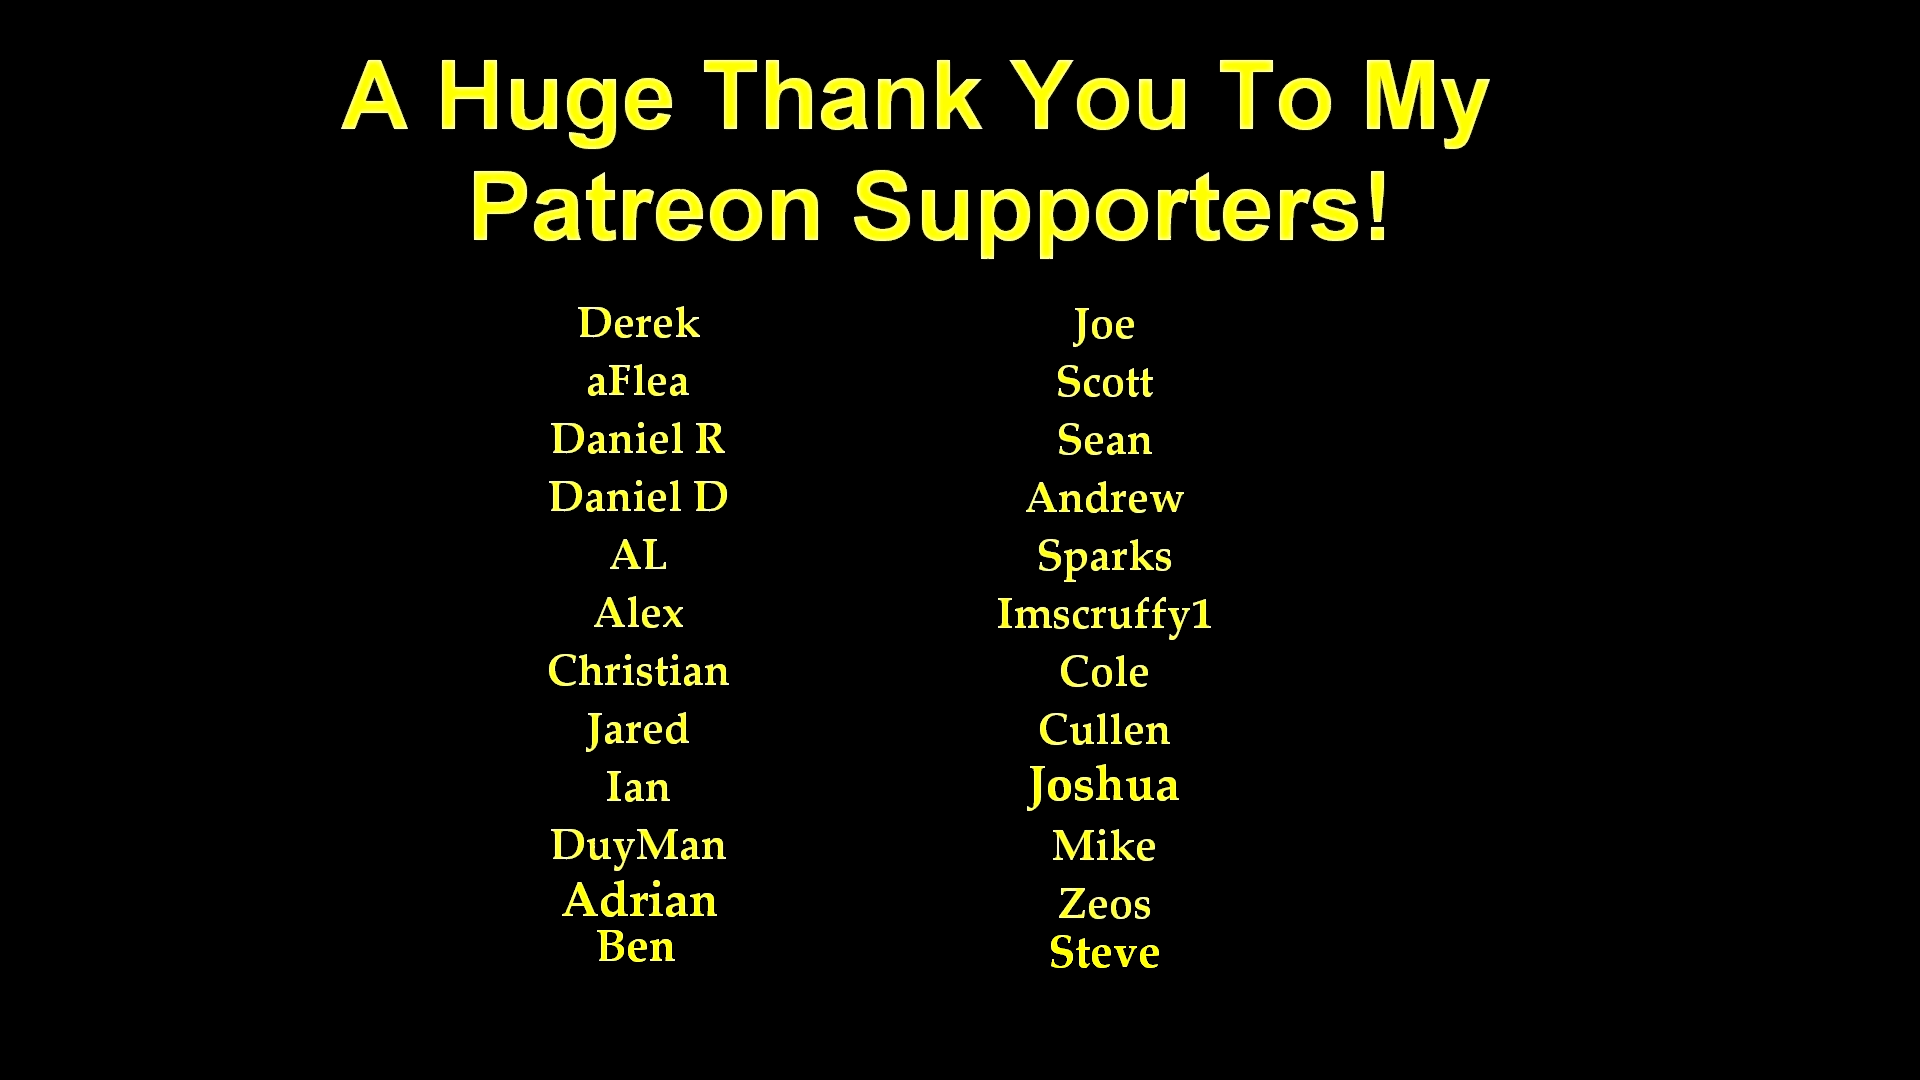 A Huge Thank You To My
Patreon Supporters!
Derek
aFlea
Daniel R
Daniel D
AL
Alex
Christian
Jared
Ian
DuyMan
Adrian
Ben
Joe
Scott
Sean
Andrew
Sparks
Imscruffy1
Cole
Cullen
Joshua
Mike
Zeos
Steve